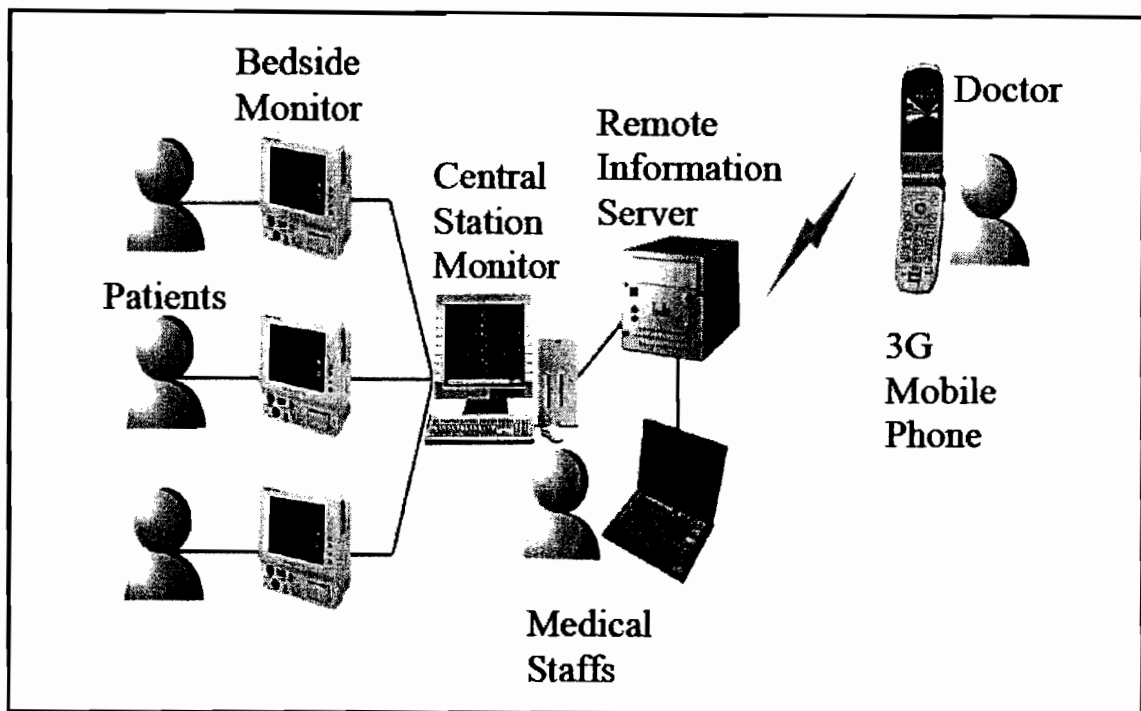 Bedside
Monitor
Patients
Central
Station
Monitor
Remote
Information
Server
Medical
Staffs
Doctor
3G
Mobile
Phone